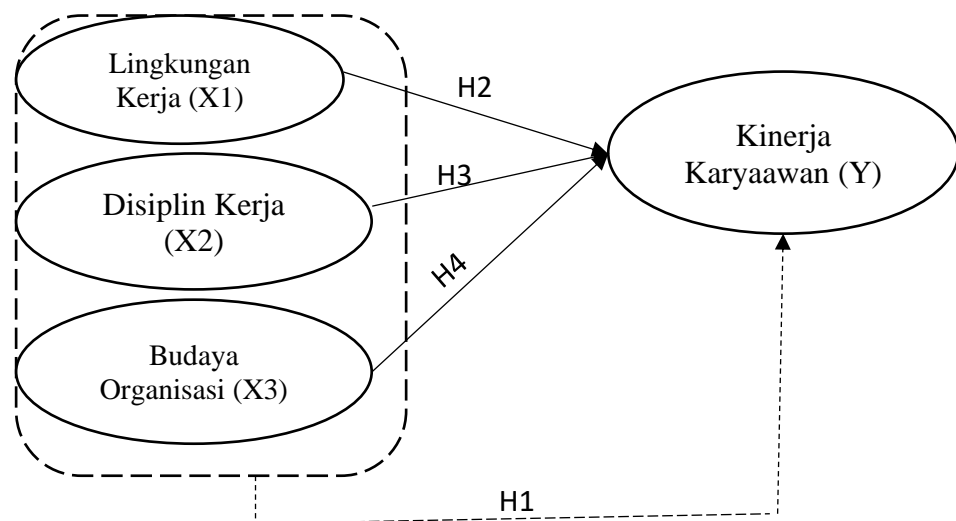 Lingkungan
Kerja (X1)
H2
Kinerja
Karyaawan (Y)
Disiplin Kerja
(X2)
H3
H4
Budaya
Organisasi (X3)
H1